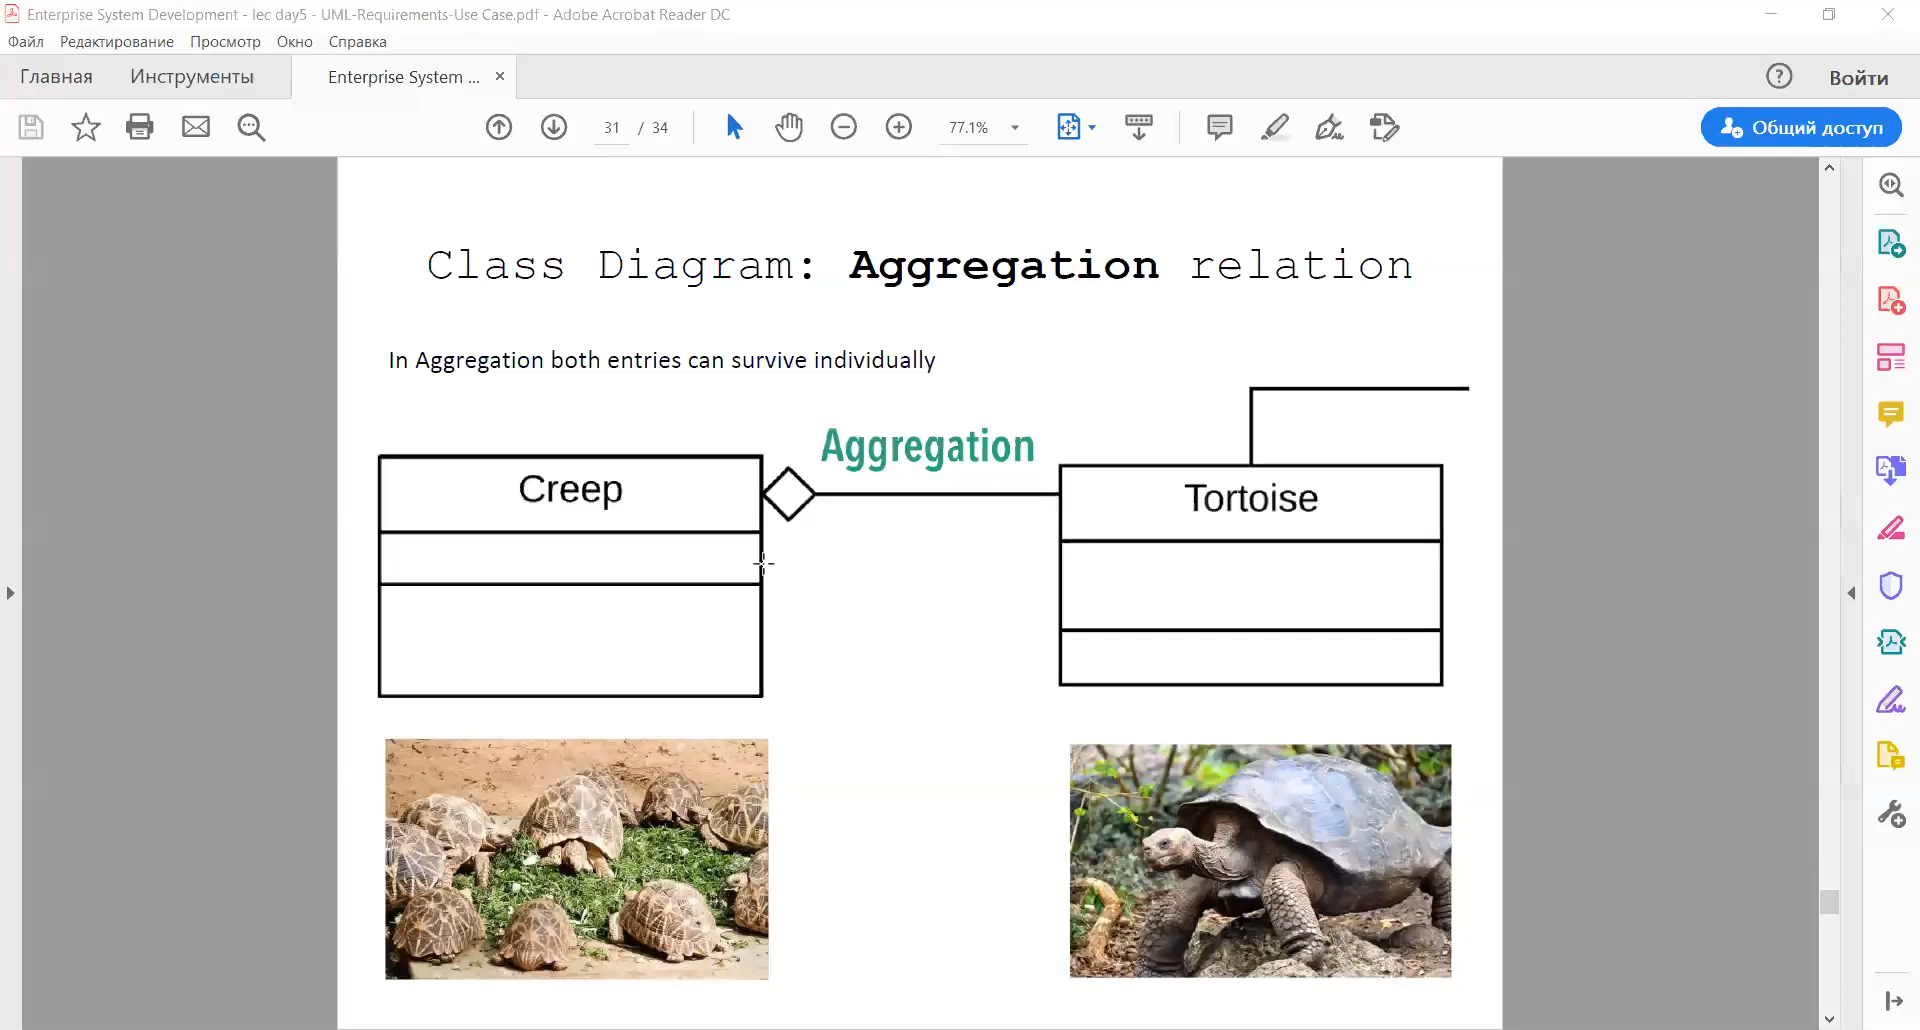 Enterprise System Development - lec day5 - UML-Requirements-Use Case.pdf - Adobe Acrobat Reader DC
Файл Редактирование Просмотр Окно Справка
Главная Инструменты Enterprise System ... × ? Войти
31 / 34 77.1% Общий доступ
Class Diagram: Aggregation relation
In Aggregation both entries can survive individually
Aggregation
Creep
Tortoise